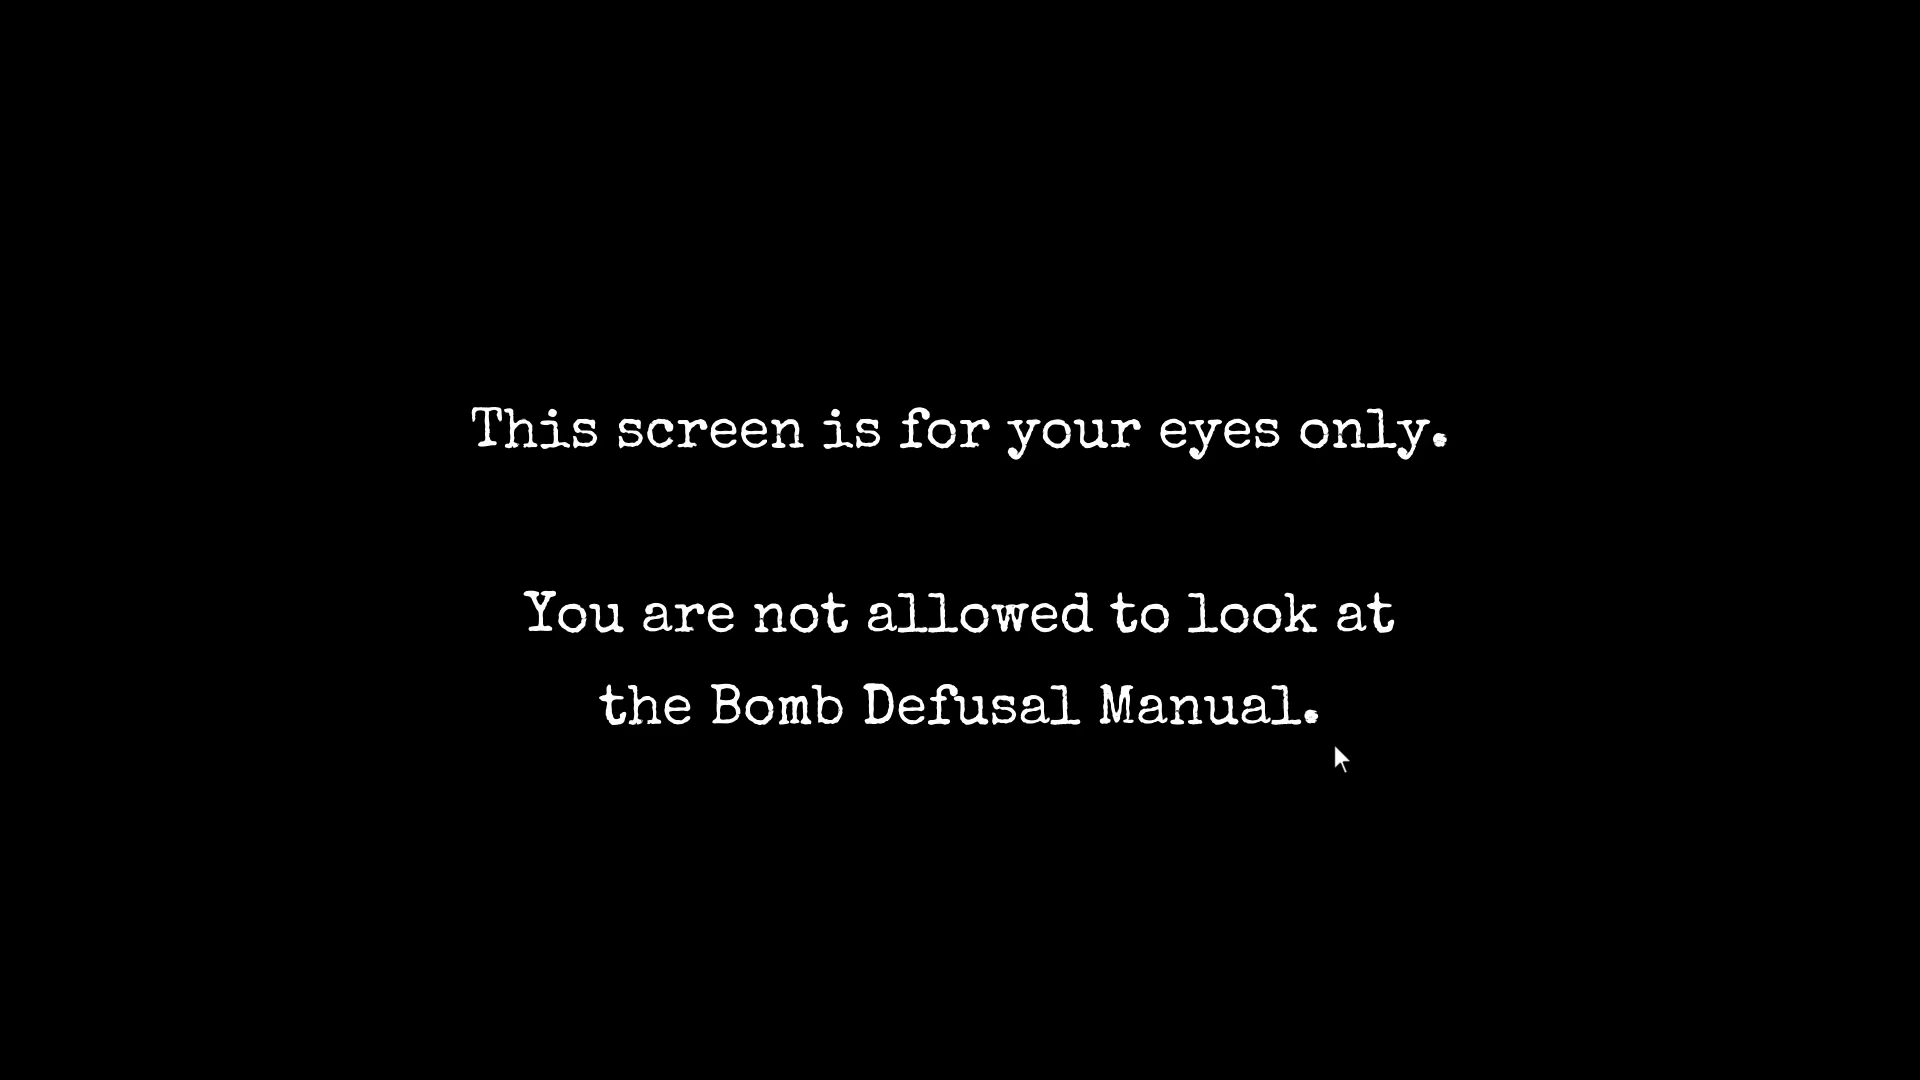 This screen is for your eyes only.
You are not allowed to look at
the Bomb Defusal Manual.